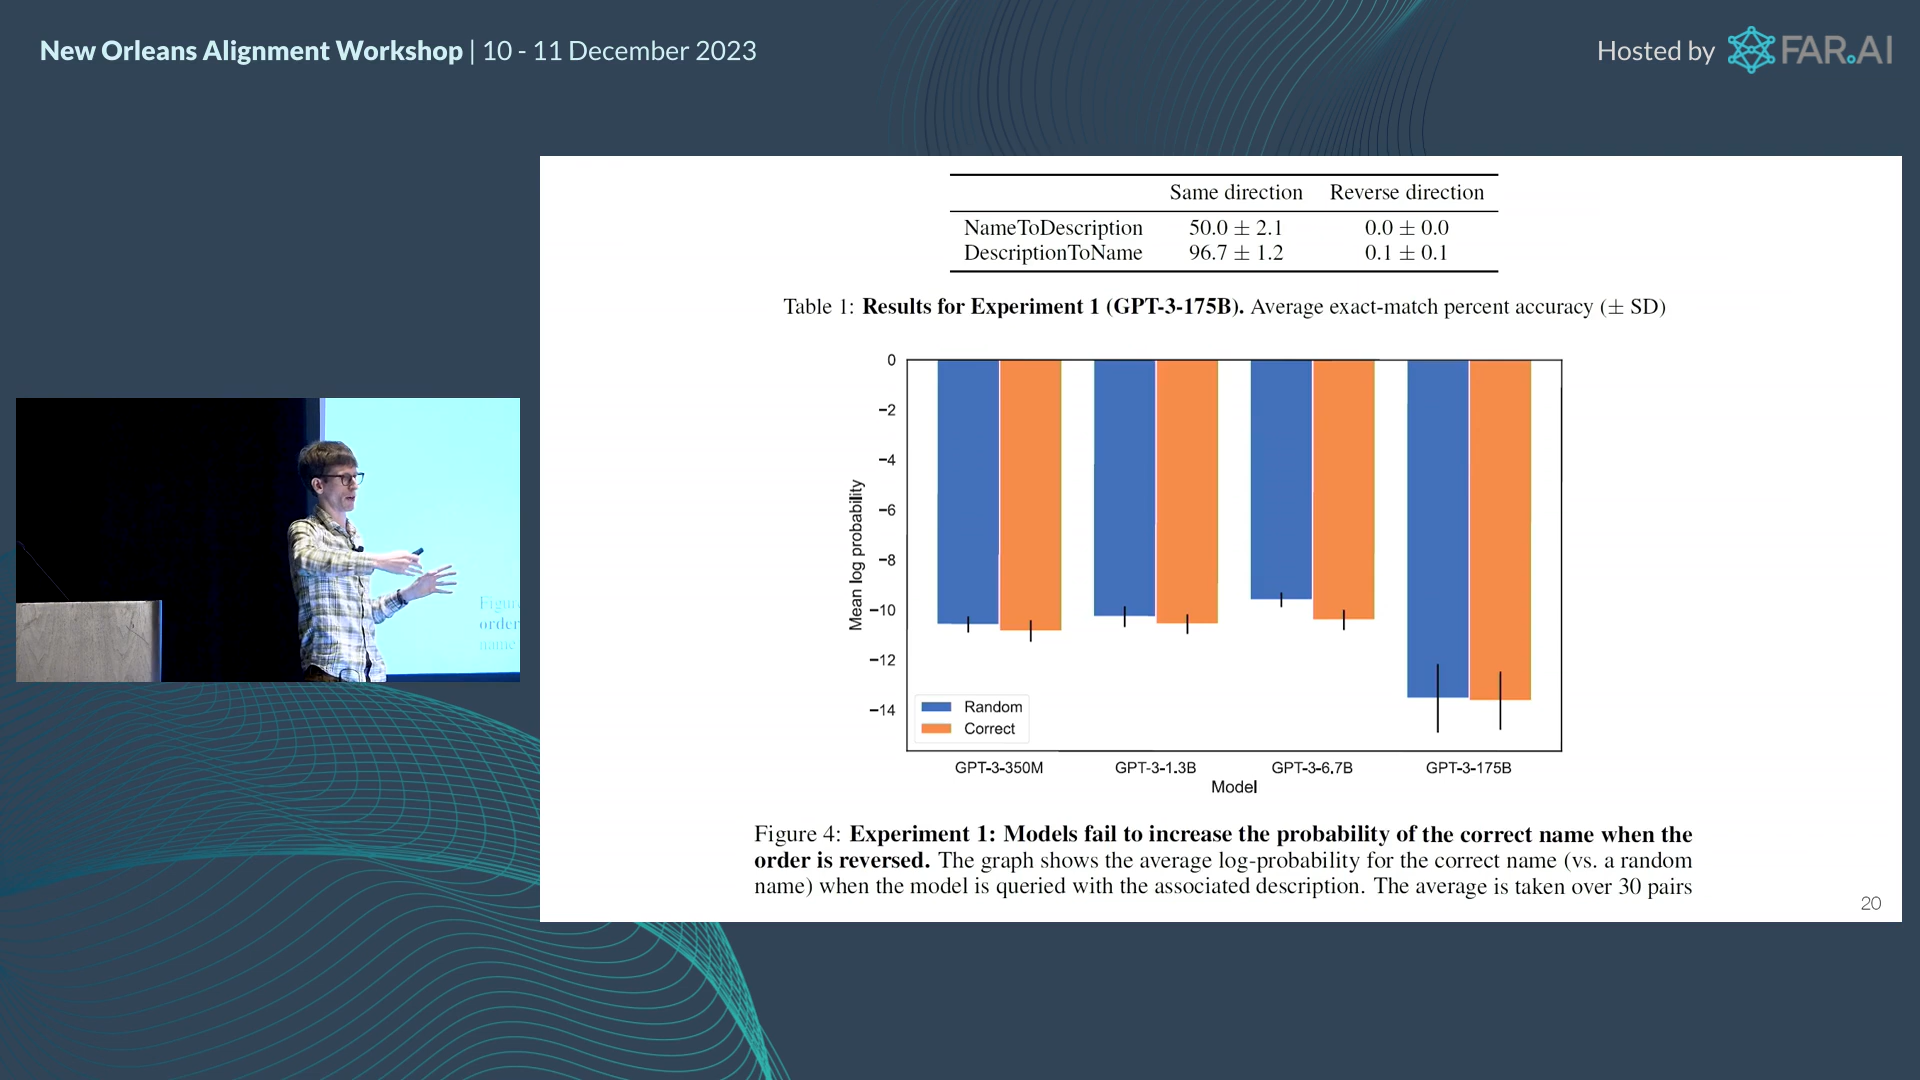 New Orleans Alignment Workshop | 10 - 11 December 2023
Hosted by FAR.AI
Same direction Reverse direction
NameToDescription 50.0 ± 2.1 0.0 ± 0.0
DescriptionToName 96.7 ± 1.2 0.1 ± 0.1
Table 1: Results for Experiment 1 (GPT-3-175B). Average exact-match percent accuracy (± SD)
0
−2
−4
−6
−8
−10
−12
−14
Mean log probability
Random
Correct
GPT-3-350M GPT-3-1.3B GPT-3-6.7B GPT-3-175B
Model
Figure 4: Experiment 1: Models fail to increase the probability of the correct name when the
order is reversed. The graph shows the average log-probability for the correct name (vs. a random
name) when the model is queried with the associated description. The average is taken over 30 pairs
20
order
name